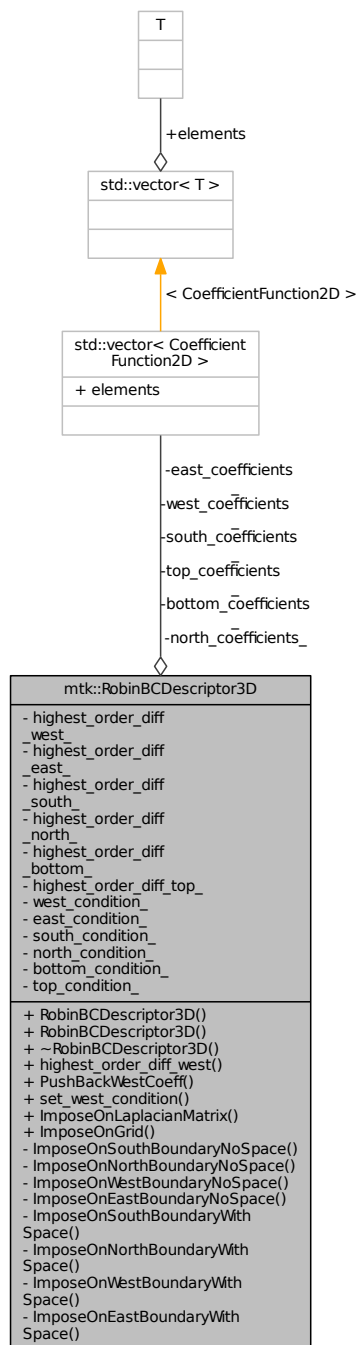 T
+elements
std::vector< T >
< CoefficientFunction2D >
std::vector< Coefficient
Function2D >
+ elements
-east_coefficients
_
-west_coefficients
_
-south_coefficients
_
-top_coefficients
_
-bottom_coefficients
_
-north_coefficients_
mtk::RobinBCDescriptor3D
- highest_order_diff
_west_
- highest_order_diff
_east_
- highest_order_diff
_south_
- highest_order_diff
_north_
- highest_order_diff
_bottom_
- highest_order_diff_top_
- west_condition_
- east_condition_
- south_condition_
- north_condition_
- bottom_condition_
- top_condition_
+ RobinBCDescriptor3D()
+ RobinBCDescriptor3D()
+ ~RobinBCDescriptor3D()
+ highest_order_diff_west()
+ PushBackWestCoeff()
+ set_west_condition()
+ ImposeOnLaplacianMatrix()
+ ImposeOnGrid()
- ImposeOnSouthBoundaryNoSpace()
- ImposeOnNorthBoundaryNoSpace()
- ImposeOnWestBoundaryNoSpace()
- ImposeOnEastBoundaryNoSpace()
- ImposeOnSouthBoundaryWith
Space()
- ImposeOnNorthBoundaryWith
Space()
- ImposeOnWestBoundaryWith
Space()
- ImposeOnEastBoundaryWith
Space()